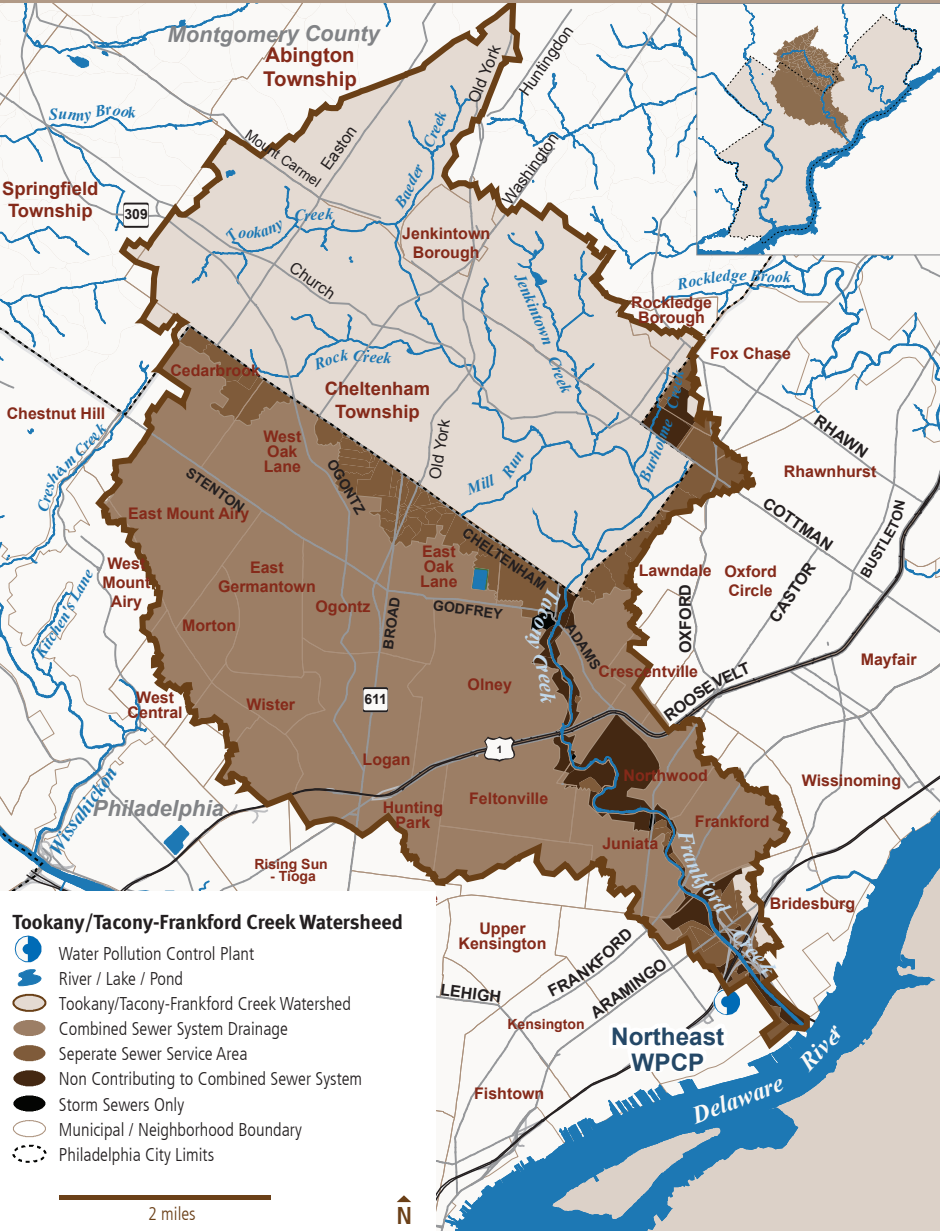 Montgomery County
Abington
Township
Old York
Huntingdon
Sunny Brook
Mount Carmel
Easton
Baeder Creek
Washington
Springfield
Township
309
Tookany Creek
Jenkintown
Borough
Church
Jenkintown Creek
Rockledge Brook
Rockledge
Borough
Rock Creek
Fox Chase
Cedarbrook
Cheltenham
Township
Chestnut Hill
Burholme Creek
RHAWN
West
Oak
Lane
Old York
Cresheim Creek
Mill Run
Rhawnhurst
OGONTZ
STENTON
East Mount Airy
COTTMAN
BUSTLETON
CHELTENHAM
East
Oak
Lane
West
Mount
Airy
East
Germantown
Lawndale
Oxford
Circle
CASTOR
OXFORD
Kitchen's Lane
Ogontz
BROAD
GODFREY
Tacony Creek
ADAMS
Morton
Crescentville
Mayfair
ROOSEVELT
Olney
West
Central
Wister
611
1
Logan
Northwood
Wissinoming
Wissahickon
Philadelphia
Feltonville
Hunting
Park
Frankford
Juniata
Rising Sun
- Tioga
Frankford Creek
Bridesburg
Upper
Kensington
FRANKFORD
ARAMINGO
LEHIGH
Kensington
Northeast
WPCP
Fishtown
Delaware River
Tookany/Tacony-Frankford Creek Watersheed
Water Pollution Control Plant
River / Lake / Pond
Tookany/Tacony-Frankford Creek Watershed
Combined Sewer System Drainage
Seperate Sewer Service Area
Non Contributing to Combined Sewer System
Storm Sewers Only
Municipal / Neighborhood Boundary
Philadelphia City Limits
2 miles
N